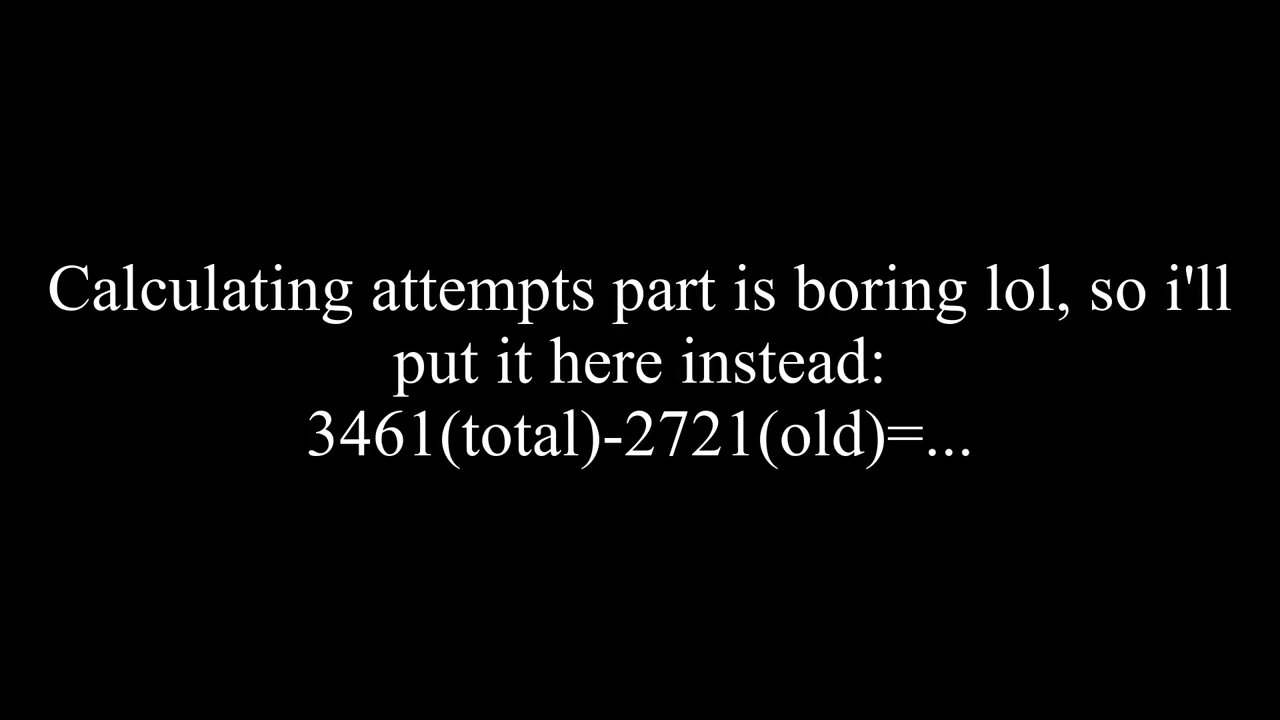 Calculating attempts part is boring lol, so i'll
put it here instead:
3461(total)-2721(old)=...